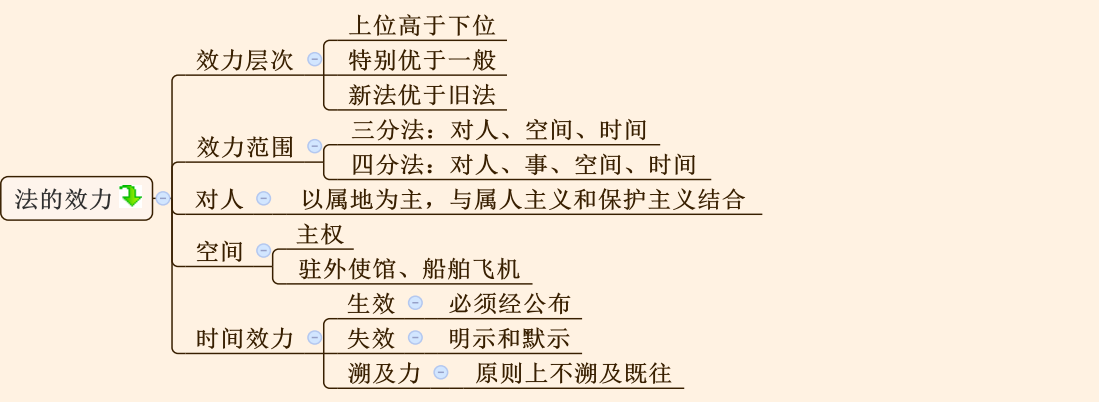 法的效力
效力层次
上位高于下位
特别优于一般
新法优于旧法
效力范围
三分法：对人、空间、时间
四分法：对人、事、空间、时间
对人
以属地为主，与属人主义和保护主义结合
空间
主权
驻外使馆、船舶飞机
时间效力
生效
必须经公布
失效
明示和默示
溯及力
原则上不溯及既往